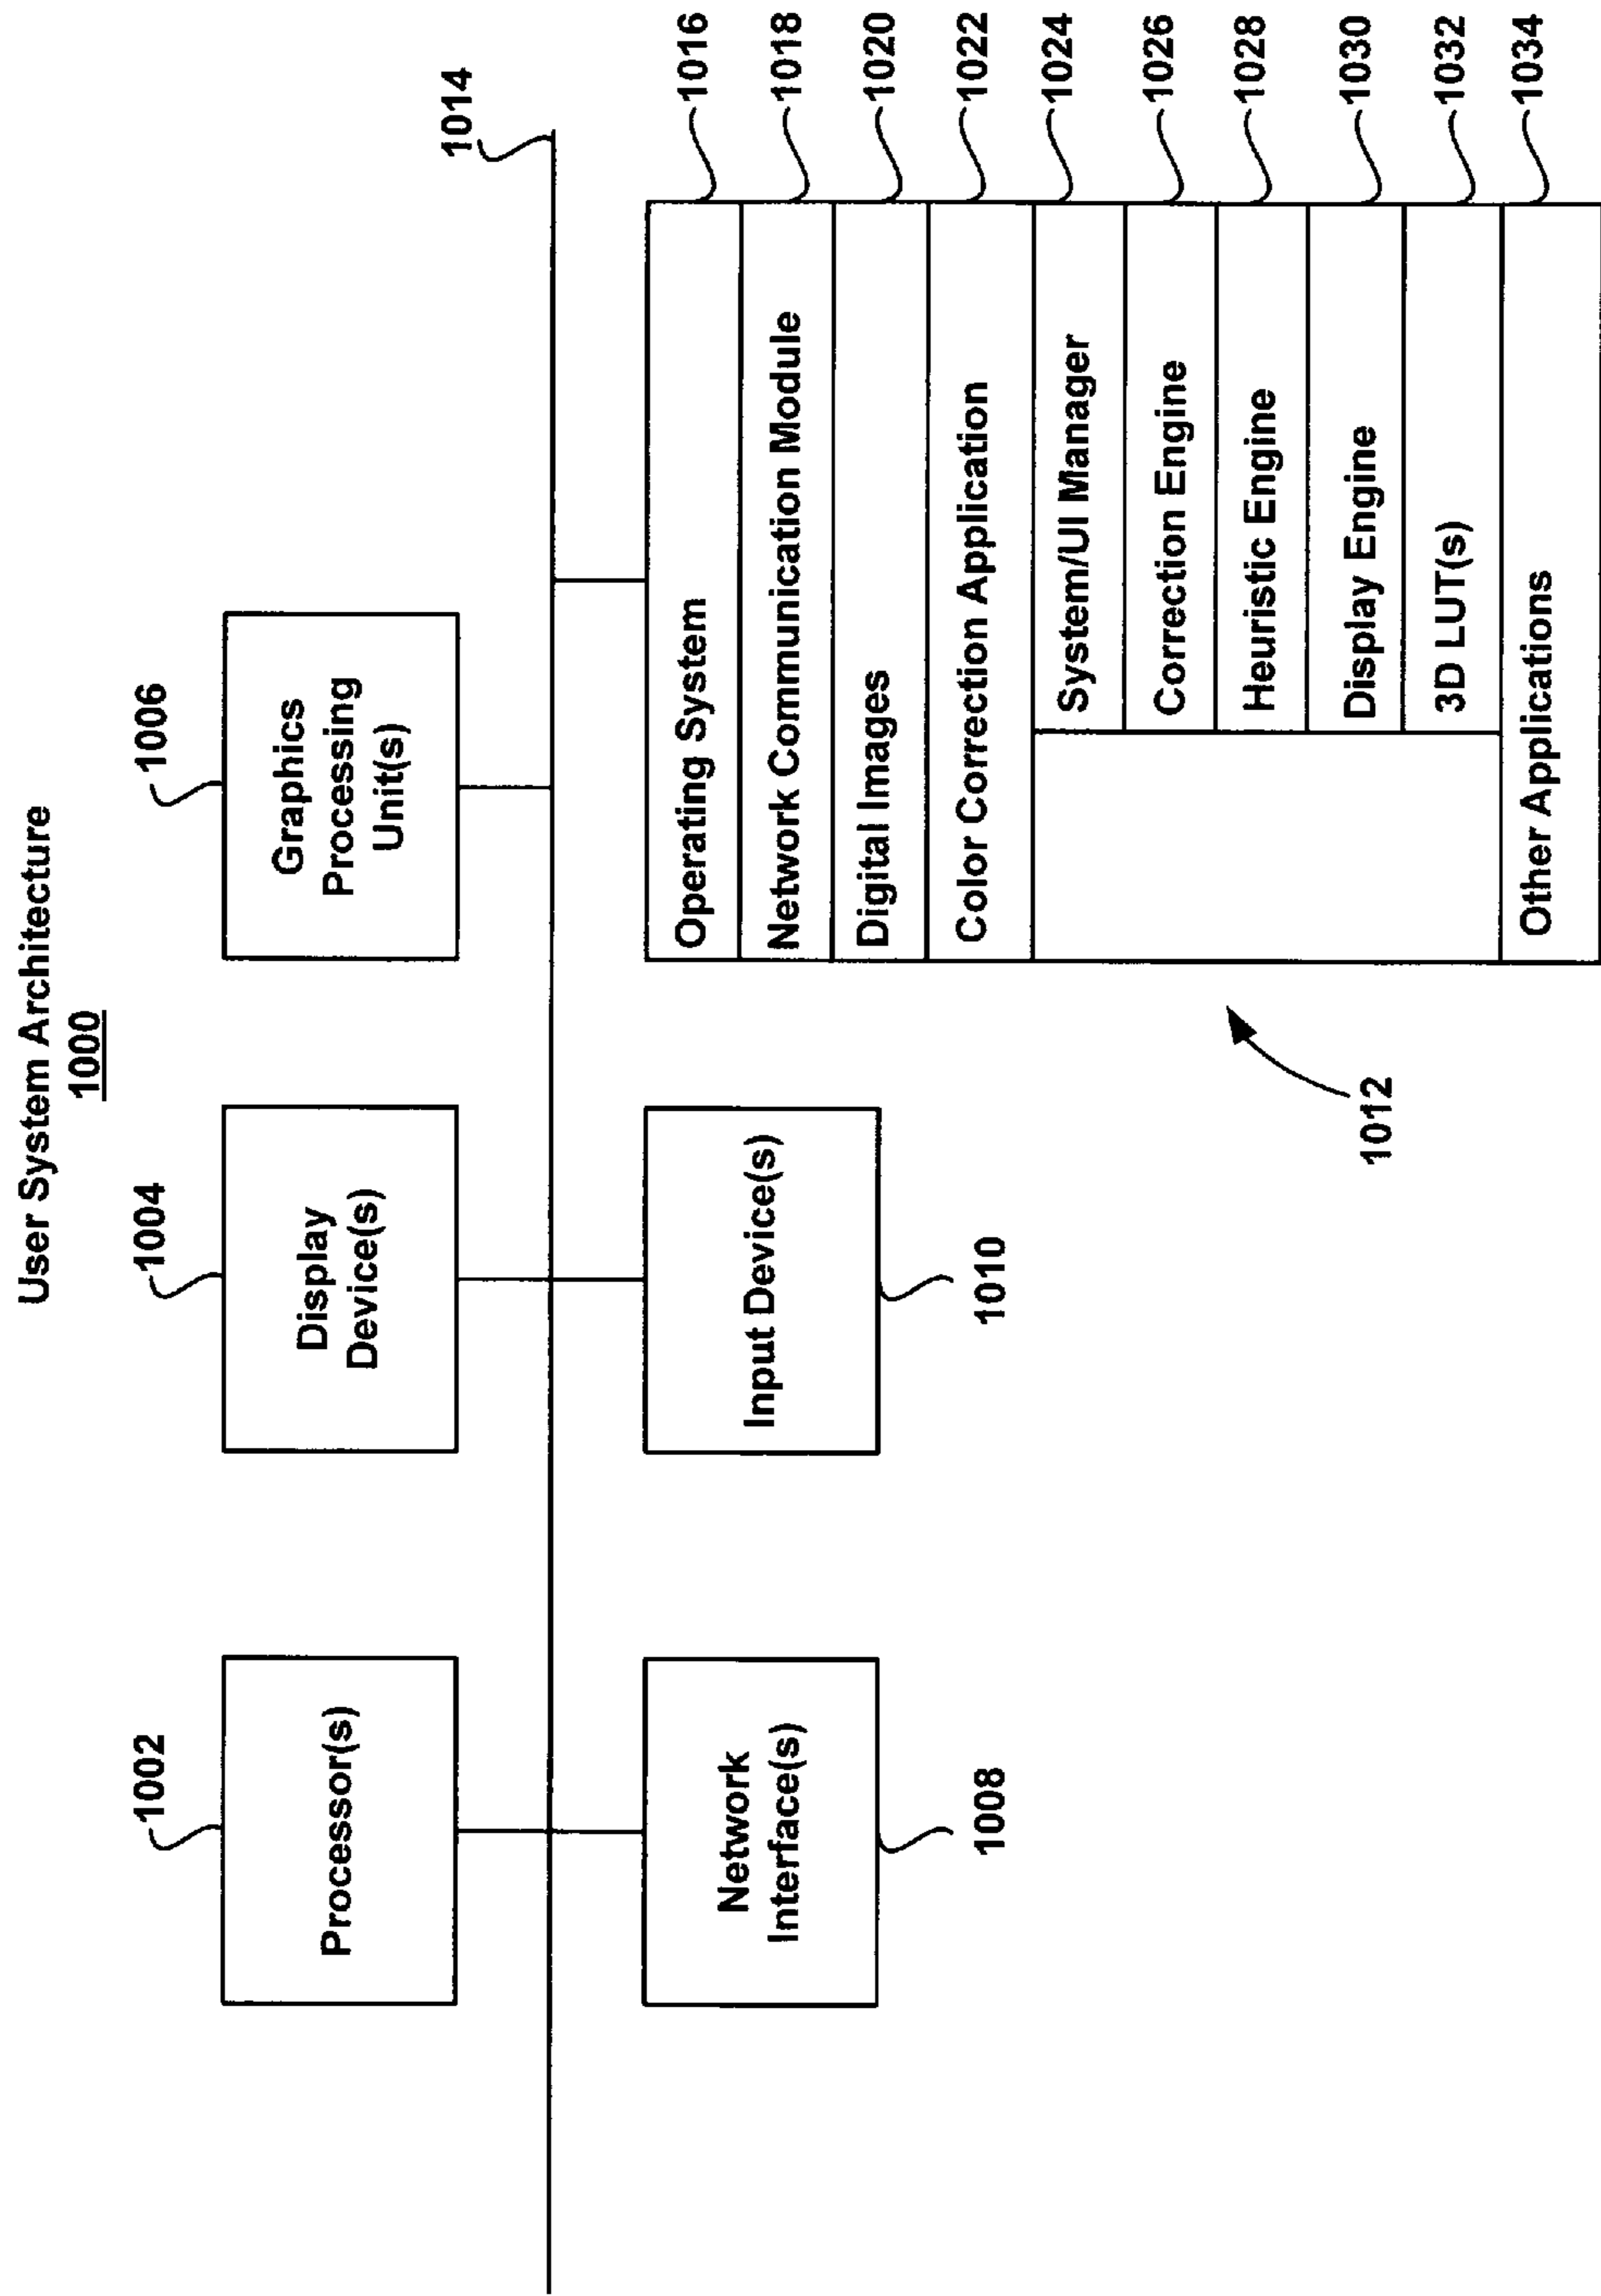 User System Architecture
1000
1002
Processor(s)
1004
Display
Device(s)
1006
Graphics
Processing
Unit(s)
1014
Network
Interface(s)
1008
Input Device(s)
1010
1012
Operating System
1016
Network Communication Module
1018
Digital Images
1020
Color Correction Application
1022
System/UI Manager
1024
Correction Engine
1026
Heuristic Engine
1028
Display Engine
1030
3D LUT(s)
1032
Other Applications
1034